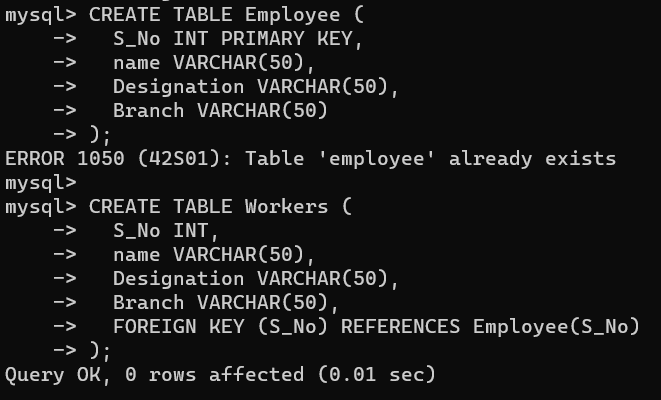 mysql> CREATE TABLE Employee (
    ->   S_No INT PRIMARY KEY,
    ->   name VARCHAR(50),
    ->   Designation VARCHAR(50),
    ->   Branch VARCHAR(50)
    -> );
ERROR 1050 (42S01): Table 'employee' already exists
mysql>
mysql> CREATE TABLE Workers (
    ->   S_No INT,
    ->   name VARCHAR(50),
    ->   Designation VARCHAR(50),
    ->   Branch VARCHAR(50),
    ->   FOREIGN KEY (S_No) REFERENCES Employee(S_No)
    -> );
Query OK, 0 rows affected (0.01 sec)